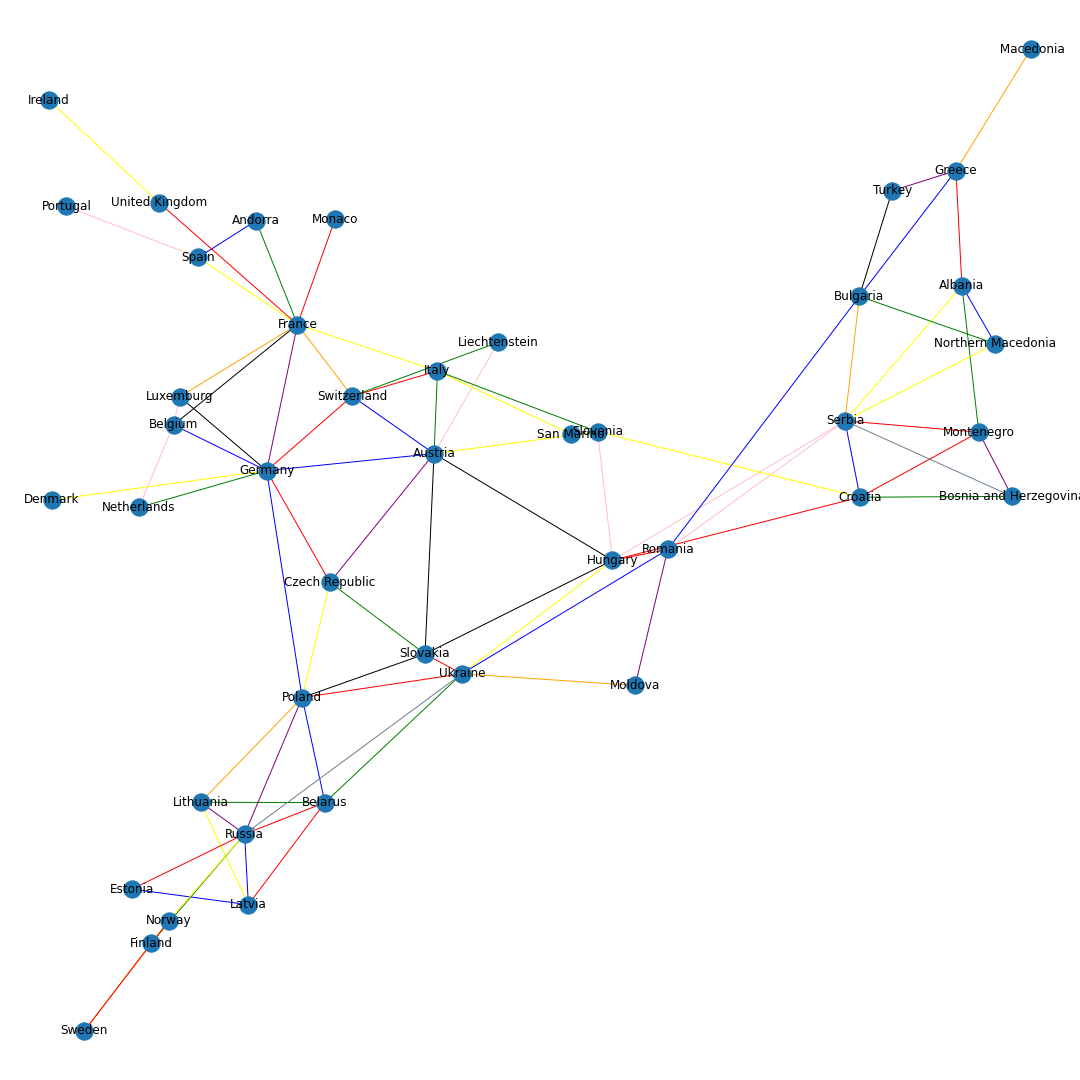 Macedonia
Ireland
Greece
Turkey
United Kingdom
Portugal
Andorra
Monaco
Spain
Albania
Bulgaria
France
Liechtenstein
Northern Macedonia
Italy
Luxemburg
Switzerland
Belgium
Serbia
San Marino
Slovenia
Montenegro
Austria
Germany
Denmark
Netherlands
Croatia
Bosnia and Herzegovina
Romania
Hungary
Czech Republic
Slovakia
Ukraine
Moldova
Poland
Lithuania
Belarus
Russia
Estonia
Latvia
Norway
Finland
Sweden